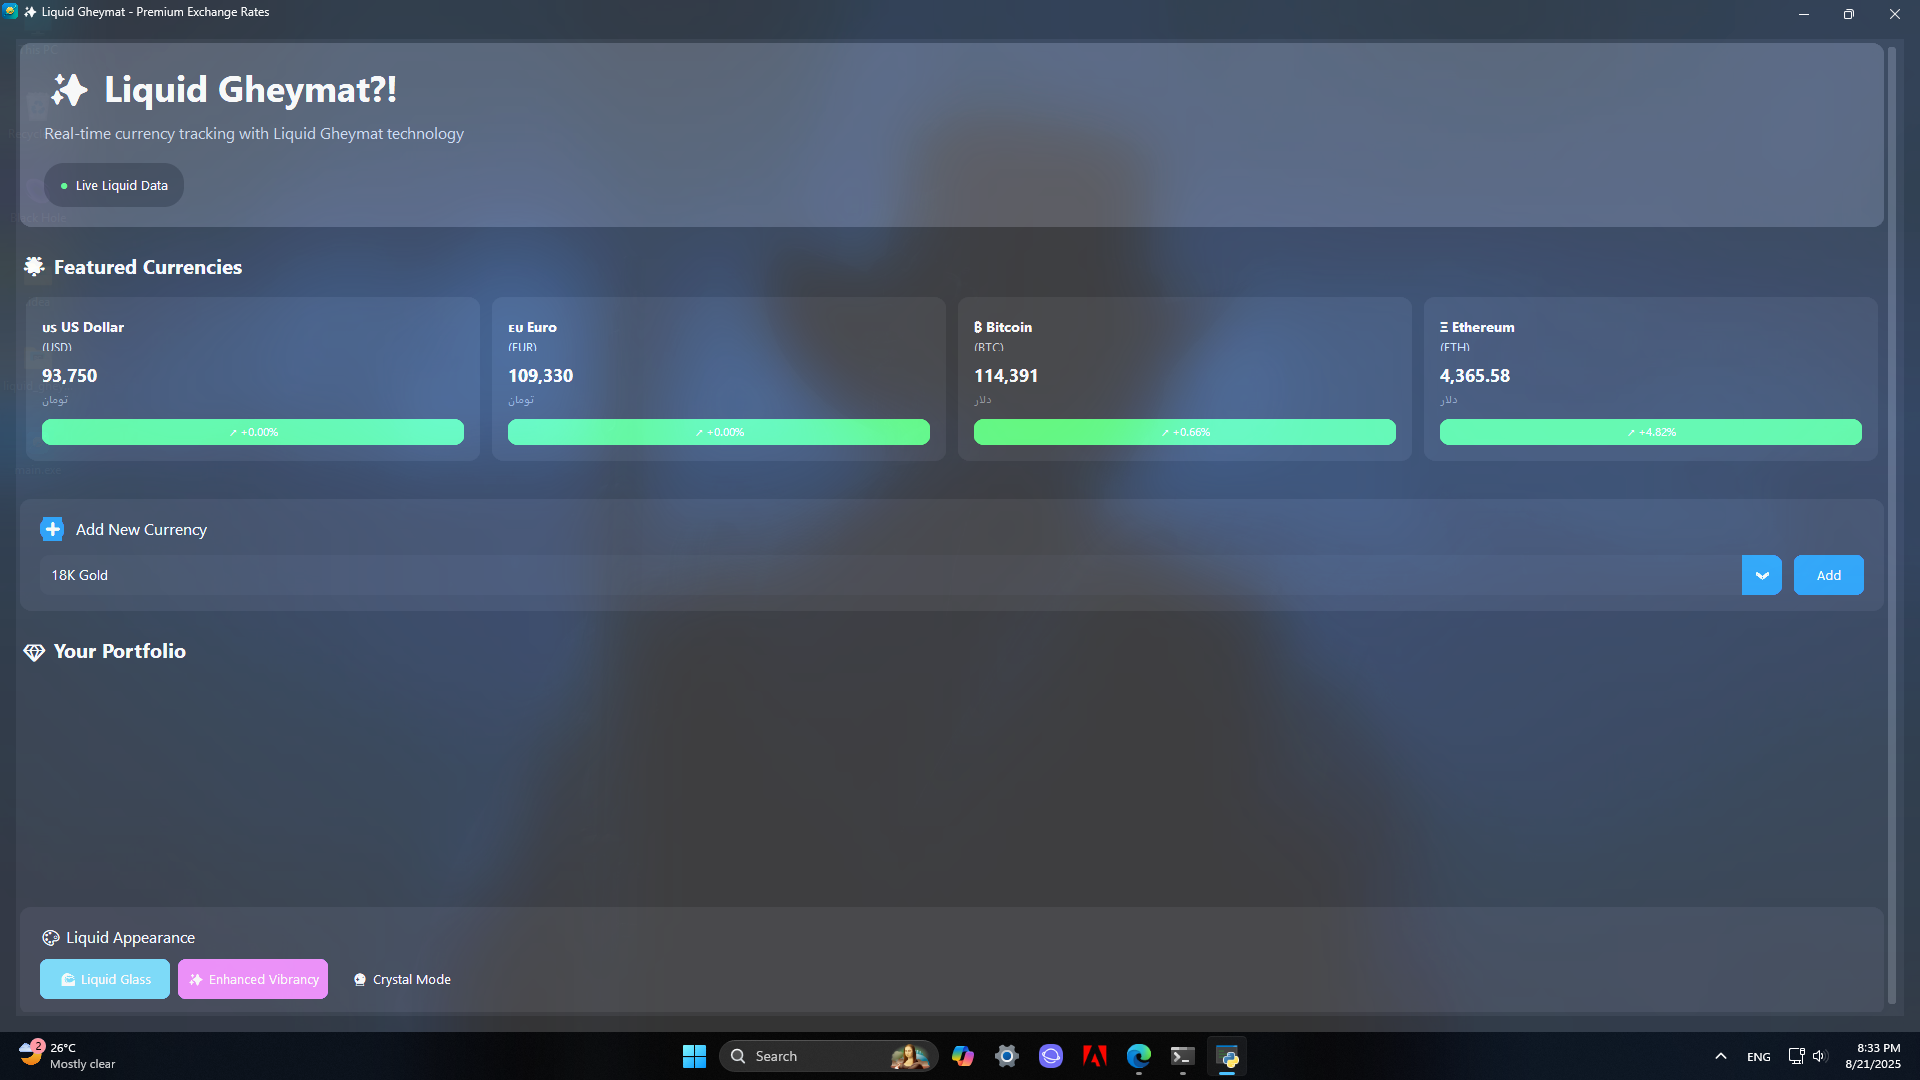 Liquid Gheymat - Premium Exchange Rates
Liquid Gheymat?!
Real-time currency tracking with Liquid Gheymat technology
Live Liquid Data
Featured Currencies
US US Dollar
(USD)
93,750
تومان
↗ +0.00%
EU Euro
(EUR)
109,330
تومان
↗ +0.00%
₿ Bitcoin
(BTC)
114,391
دلار
↗ +0.66%
Ξ Ethereum
(ETH)
4,365.58
دلار
↗ +4.82%
Add New Currency
18K Gold
Add
Your Portfolio
Liquid Appearance
Liquid Glass
Enhanced Vibrancy
Crystal Mode
2
26°C
Mostly clear
Search
ENG
8:33 PM
8/21/2025